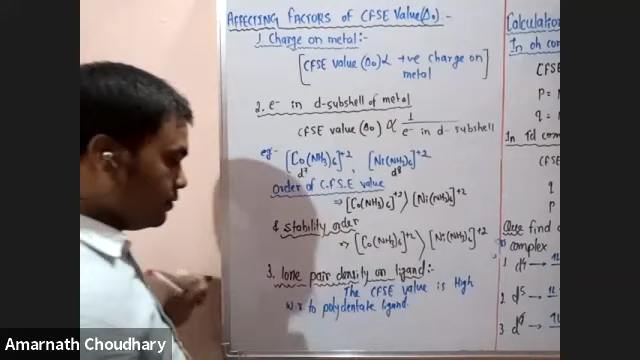 AFFECTING FACTORS OF CFSE Value(Δ₀) -
1. Charge on metal:-
[CFSE value (Δ₀) ∝ +ve charge on
metal]
2. e⁻ in d-subshell of metal
CFSE value (Δ₀) ∝ 1 / e⁻ in d- subshell
eg- [Co(NH₃)₆]⁺², [Ni(NH₃)₆]⁺²
d⁷ d⁸
Order of C.F.S.E value
⇒ [Co(NH₃)₆]⁺² > [Ni(NH₃)₆]⁺²
& stability order
⇒ [Co(NH₃)₆]⁺² > [Ni(NH₃)₆]⁺²
3. lone pair density on ligand:-
The CFSE value is High
w.r to polydentate ligand.
Calculation
In oh com
CFSE
P =
q =
In Td com
CFSE
q
P
Que find
complex
1 d⁴ →
2 d⁵ →
3 →
Amarnath Choudhary